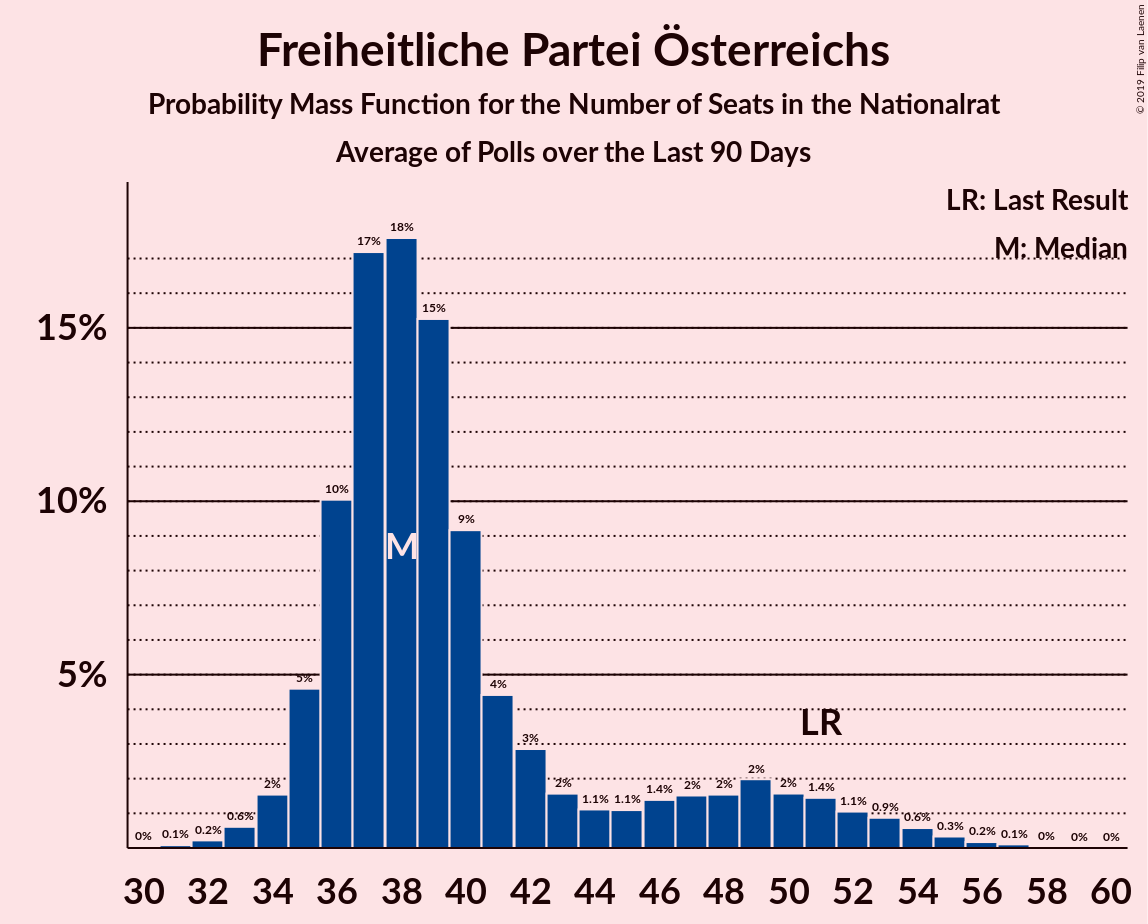 Freiheitliche Partei Österreichs
Probability Mass Function for the Number of Seats in the Nationalrat
Average of Polls over the Last 90 Days
© 2019 Filip van Laenen
LR: Last Result
M: Median
15%
10%
5%
0% 0.1% 0.2% 0.6% 2% 5% 10% 17% 18% 15% 9% 4% 3% 2% 1.1% 1.1% 1.4% 2% 2% 2% 2% 1.4% 1.1% 0.9% 0.6% 0.3% 0.2% 0.1% 0% 0% 0%
M
LR
30 32 34 36 38 40 42 44 46 48 50 52 54 56 58 60